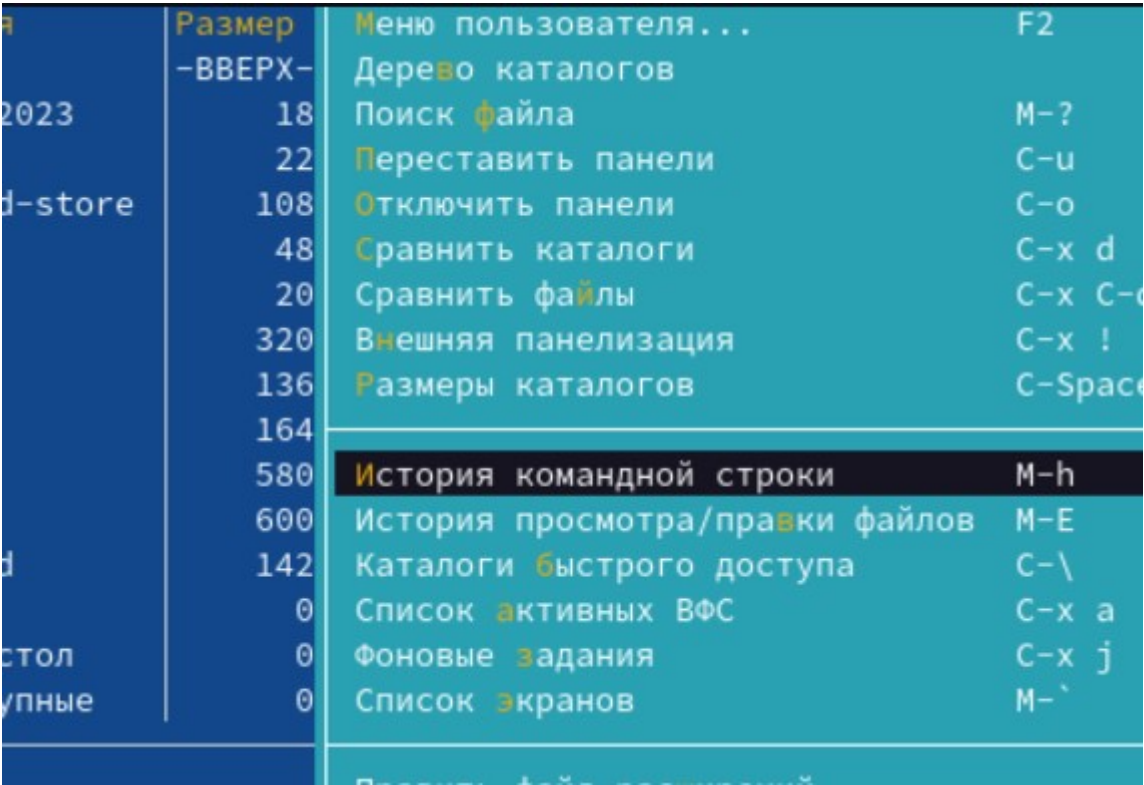 я Размер Меню пользователя... F2
-ВВЕРХ- Дерево каталогов
2023 18 Поиск файла M-?
22 Переставить панели C-u
d-store 108 Отключить панели C-o
48 Сравнить каталоги C-x d
20 Сравнить файлы C-x C-
320 Внешняя панелизация C-x !
136 Размеры каталогов C-Space
164
580 История командной строки M-h
600 История просмотра/правки файлов M-E
d 142 Каталоги быстрого доступа C-\
0 Список активных ВФС C-x a
стол 0 Фоновые задания C-x j
упные 0 Список экранов M-`